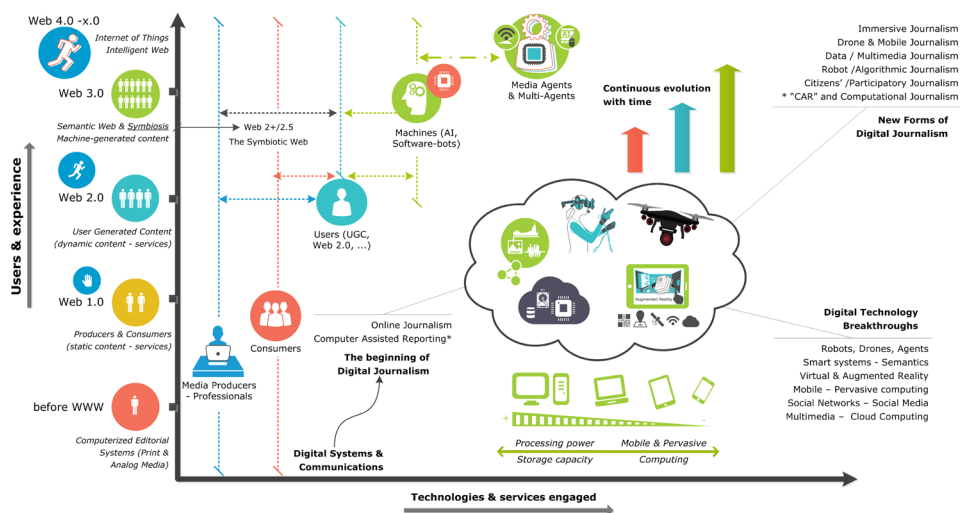 Web 4.0 -x.0
Internet of Things
Intelligent Web
Web 3.0
Semantic Web & Symbiosis
Machine-generated content
Web 2+/2.5
The Symbiotic Web
Web 2.0
User Generated Content
(dynamic content - services)
Web 1.0
Producers & Consumers
(static content - services)
before WWW
Computerized Editorial
Systems (Print &
Analog Media)
Users & experience
Media Producers
- Professionals
Consumers
Users (UGC,
Web 2.0, ...)
Machines (AI,
Software-bots)
Media Agents
& Multi-Agents
AI
Online Journalism
Computer Assisted Reporting*
The beginning of
Digital Journalism
Digital Systems &
Communications
Continuous evolution
with time
Augmented Reality
+
-
Processing power
Storage capacity
Mobile & Pervasive
Computing
Immersive Journalism
Drone & Mobile Journalism
Data / Multimedia Journalism
Robot /Algorithmic Journalism
Citizens' /Participatory Journalism
* “CAR” and Computational Journalism
New Forms of
Digital Journalism
Digital Technology
Breakthroughs
Robots, Drones, Agents
Smart systems - Semantics
Virtual & Augmented Reality
Mobile – Pervasive computing
Social Networks – Social Media
Multimedia – Cloud Computing
Technologies & services engaged